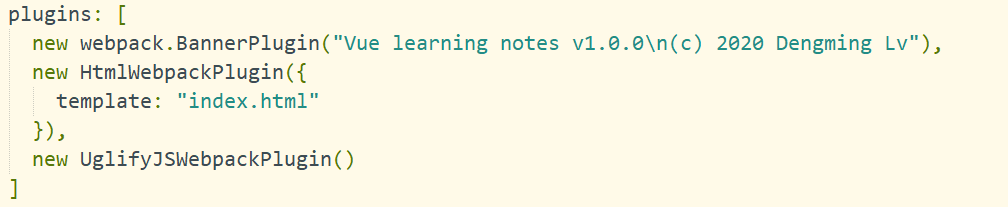 plugins: [
  new webpack.BannerPlugin("Vue learning notes v1.0.0\n(c) 2020 Dengming Lv"),
  new HtmlWebpackPlugin({
    template: "index.html"
  }),
  new UglifyJSWebpackPlugin()
]